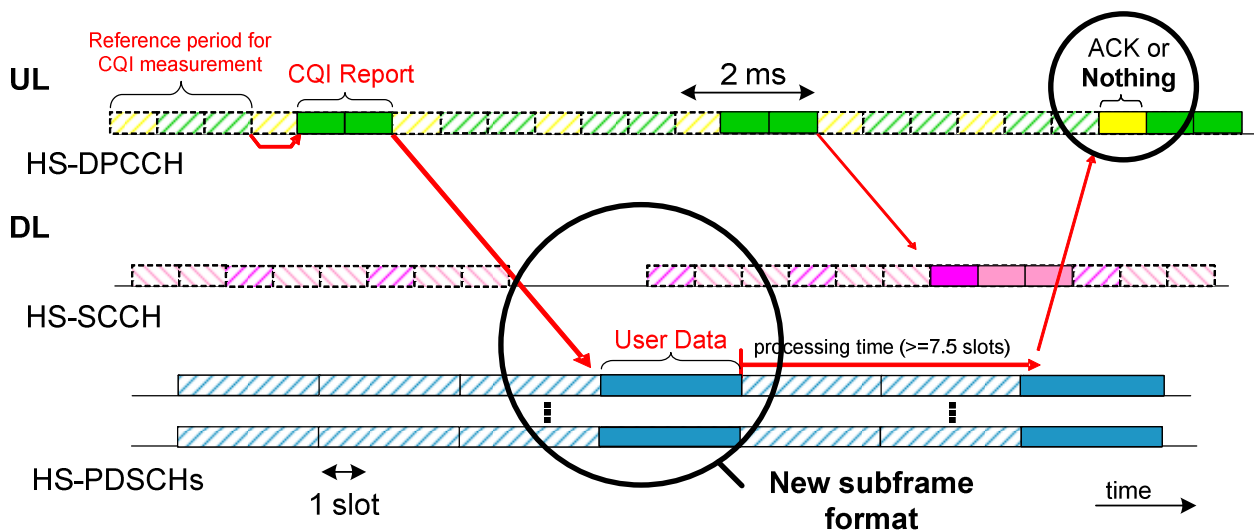 Reference period for
CQI measurement
UL
CQI Report
2 ms
ACK or
Nothing
HS-DPCCH
DL
HS-SCCH
User Data
processing time (>=7.5 slots)
HS-PDSCHs
1 slot
New subframe
format
time